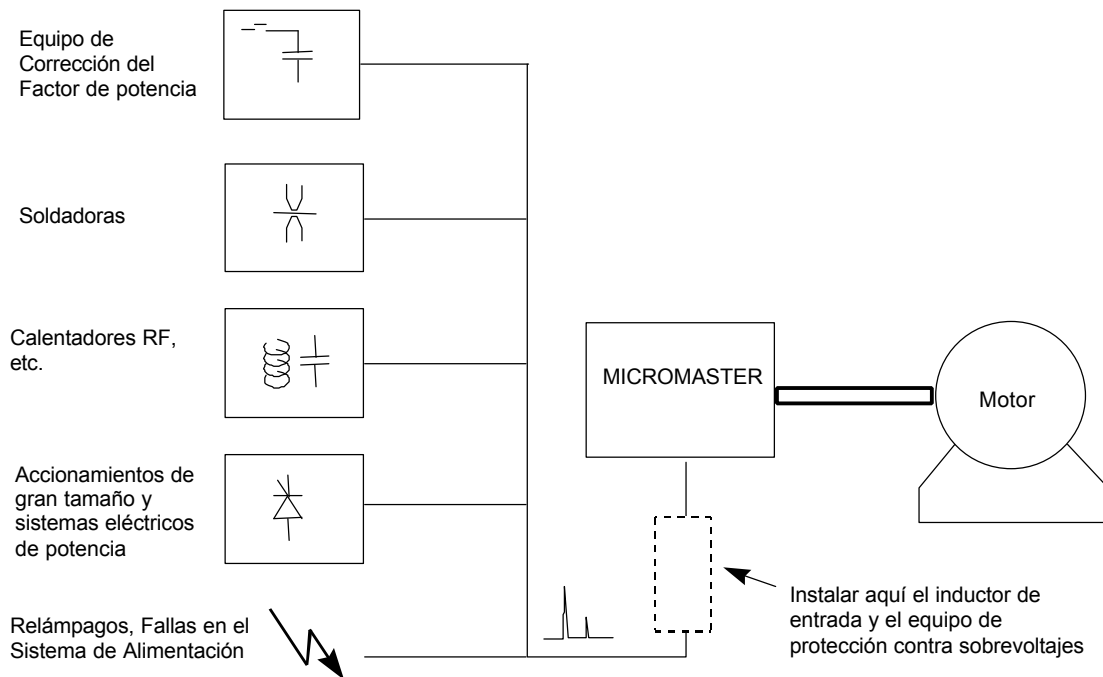 Equipo de
Corrección del
Factor de potencia
Soldadoras
Calentadores RF,
etc.
Accionamientos de
gran tamaño y
sistemas eléctricos
de potencia
Relámpagos, Fallas en el
Sistema de Alimentación
MICROMASTER
Motor
Instalar aquí el inductor de
entrada y el equipo de
protección contra sobrevoltajes